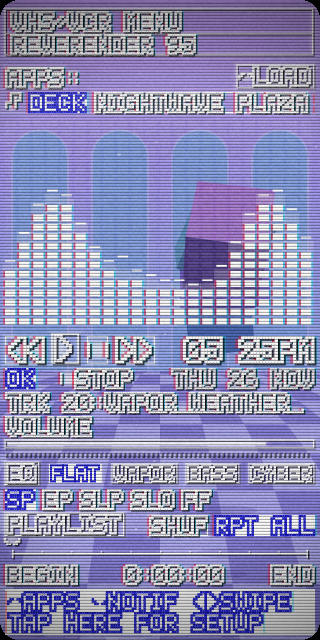 VHS/VCR MENU
REWERENDER '95
APPS::
LOAD
DECK NIGHTWAVE PLAZA
05 25PM
OK STOP THU 26 NOV
TRK 20:VAPOR WEATHER_
VOLUME
EQ FLAT VAPOR BASS CYBER
SP EP SLP SLO FF
PLAYLIST SHUF RPT ALL
BEGIN 0:00:00 END
APPS NOTIF SWIPE
TAP HERE FOR SETUP